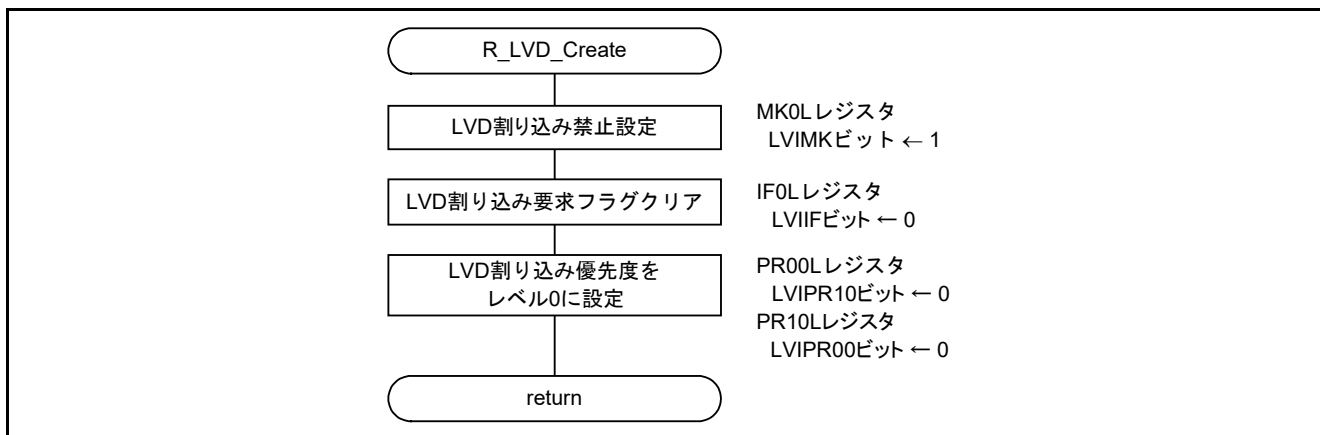 R_LVD_Create
LVD割り込み禁止設定
MK0Lレジスタ
LVIMKビット ← 1
LVD割り込み要求フラグクリア
IF0Lレジスタ
LVIIFビット ← 0
LVD割り込み優先度を
レベル0に設定
PR00Lレジスタ
LVIPR10ビット ← 0
PR10Lレジスタ
LVIPR00ビット ← 0
return